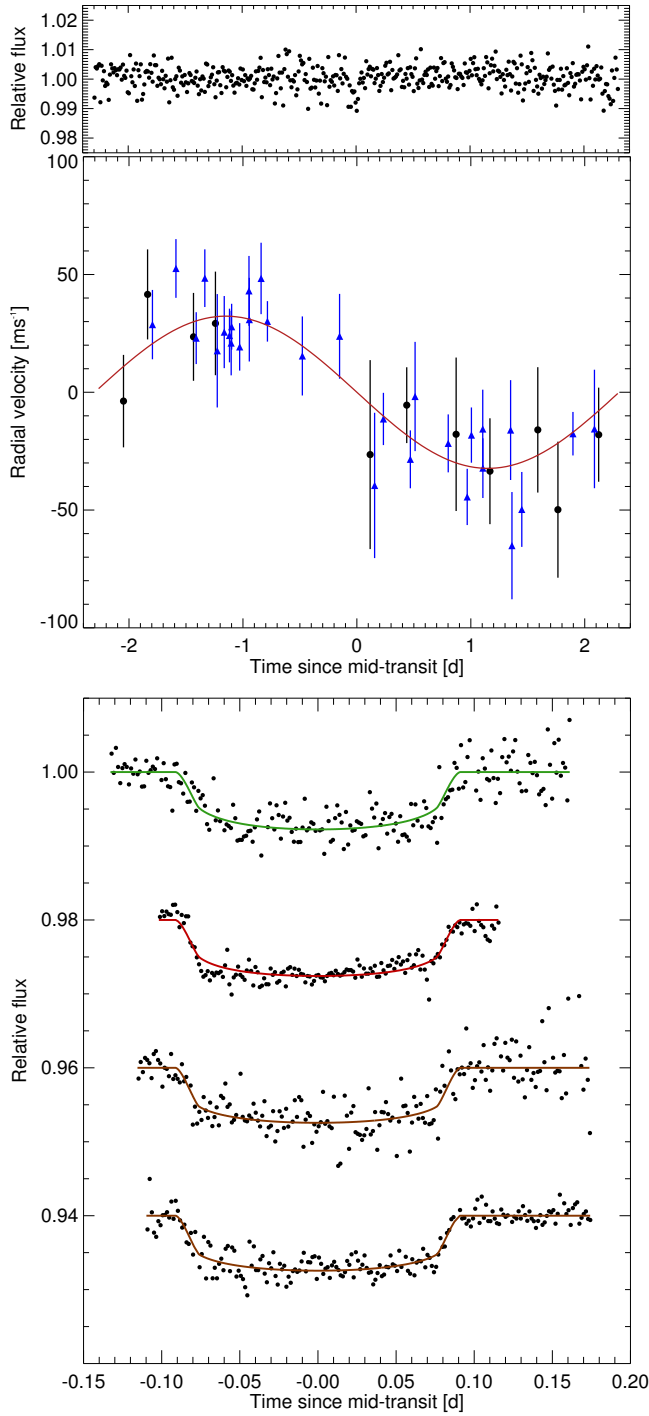 1.02
1.01
1.00
0.99
0.98
Relative flux
100
50
0
-50
-100
Radial velocity [ms⁻¹]
-2 -1 0 1 2
Time since mid-transit [d]
1.00
0.98
0.96
0.94
Relative flux
-0.15 -0.10 -0.05 -0.00 0.05 0.10 0.15 0.20
Time since mid-transit [d]